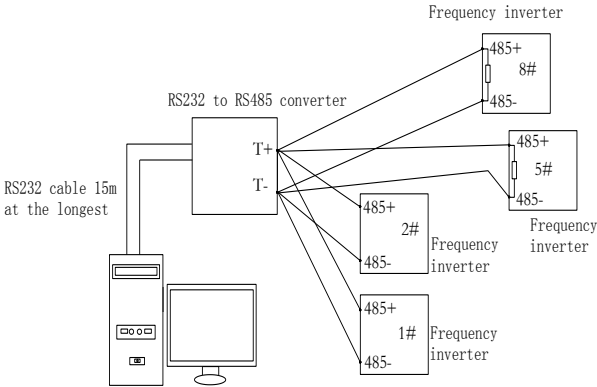 Frequency inverter
485+
8#
485-
RS232 to RS485 converter
T+
T-
485+
5#
485-
Frequency
inverter
RS232 cable 15m
at the longest
485+
2#
485-
Frequency
inverter
485+
1#
485-
Frequency
inverter